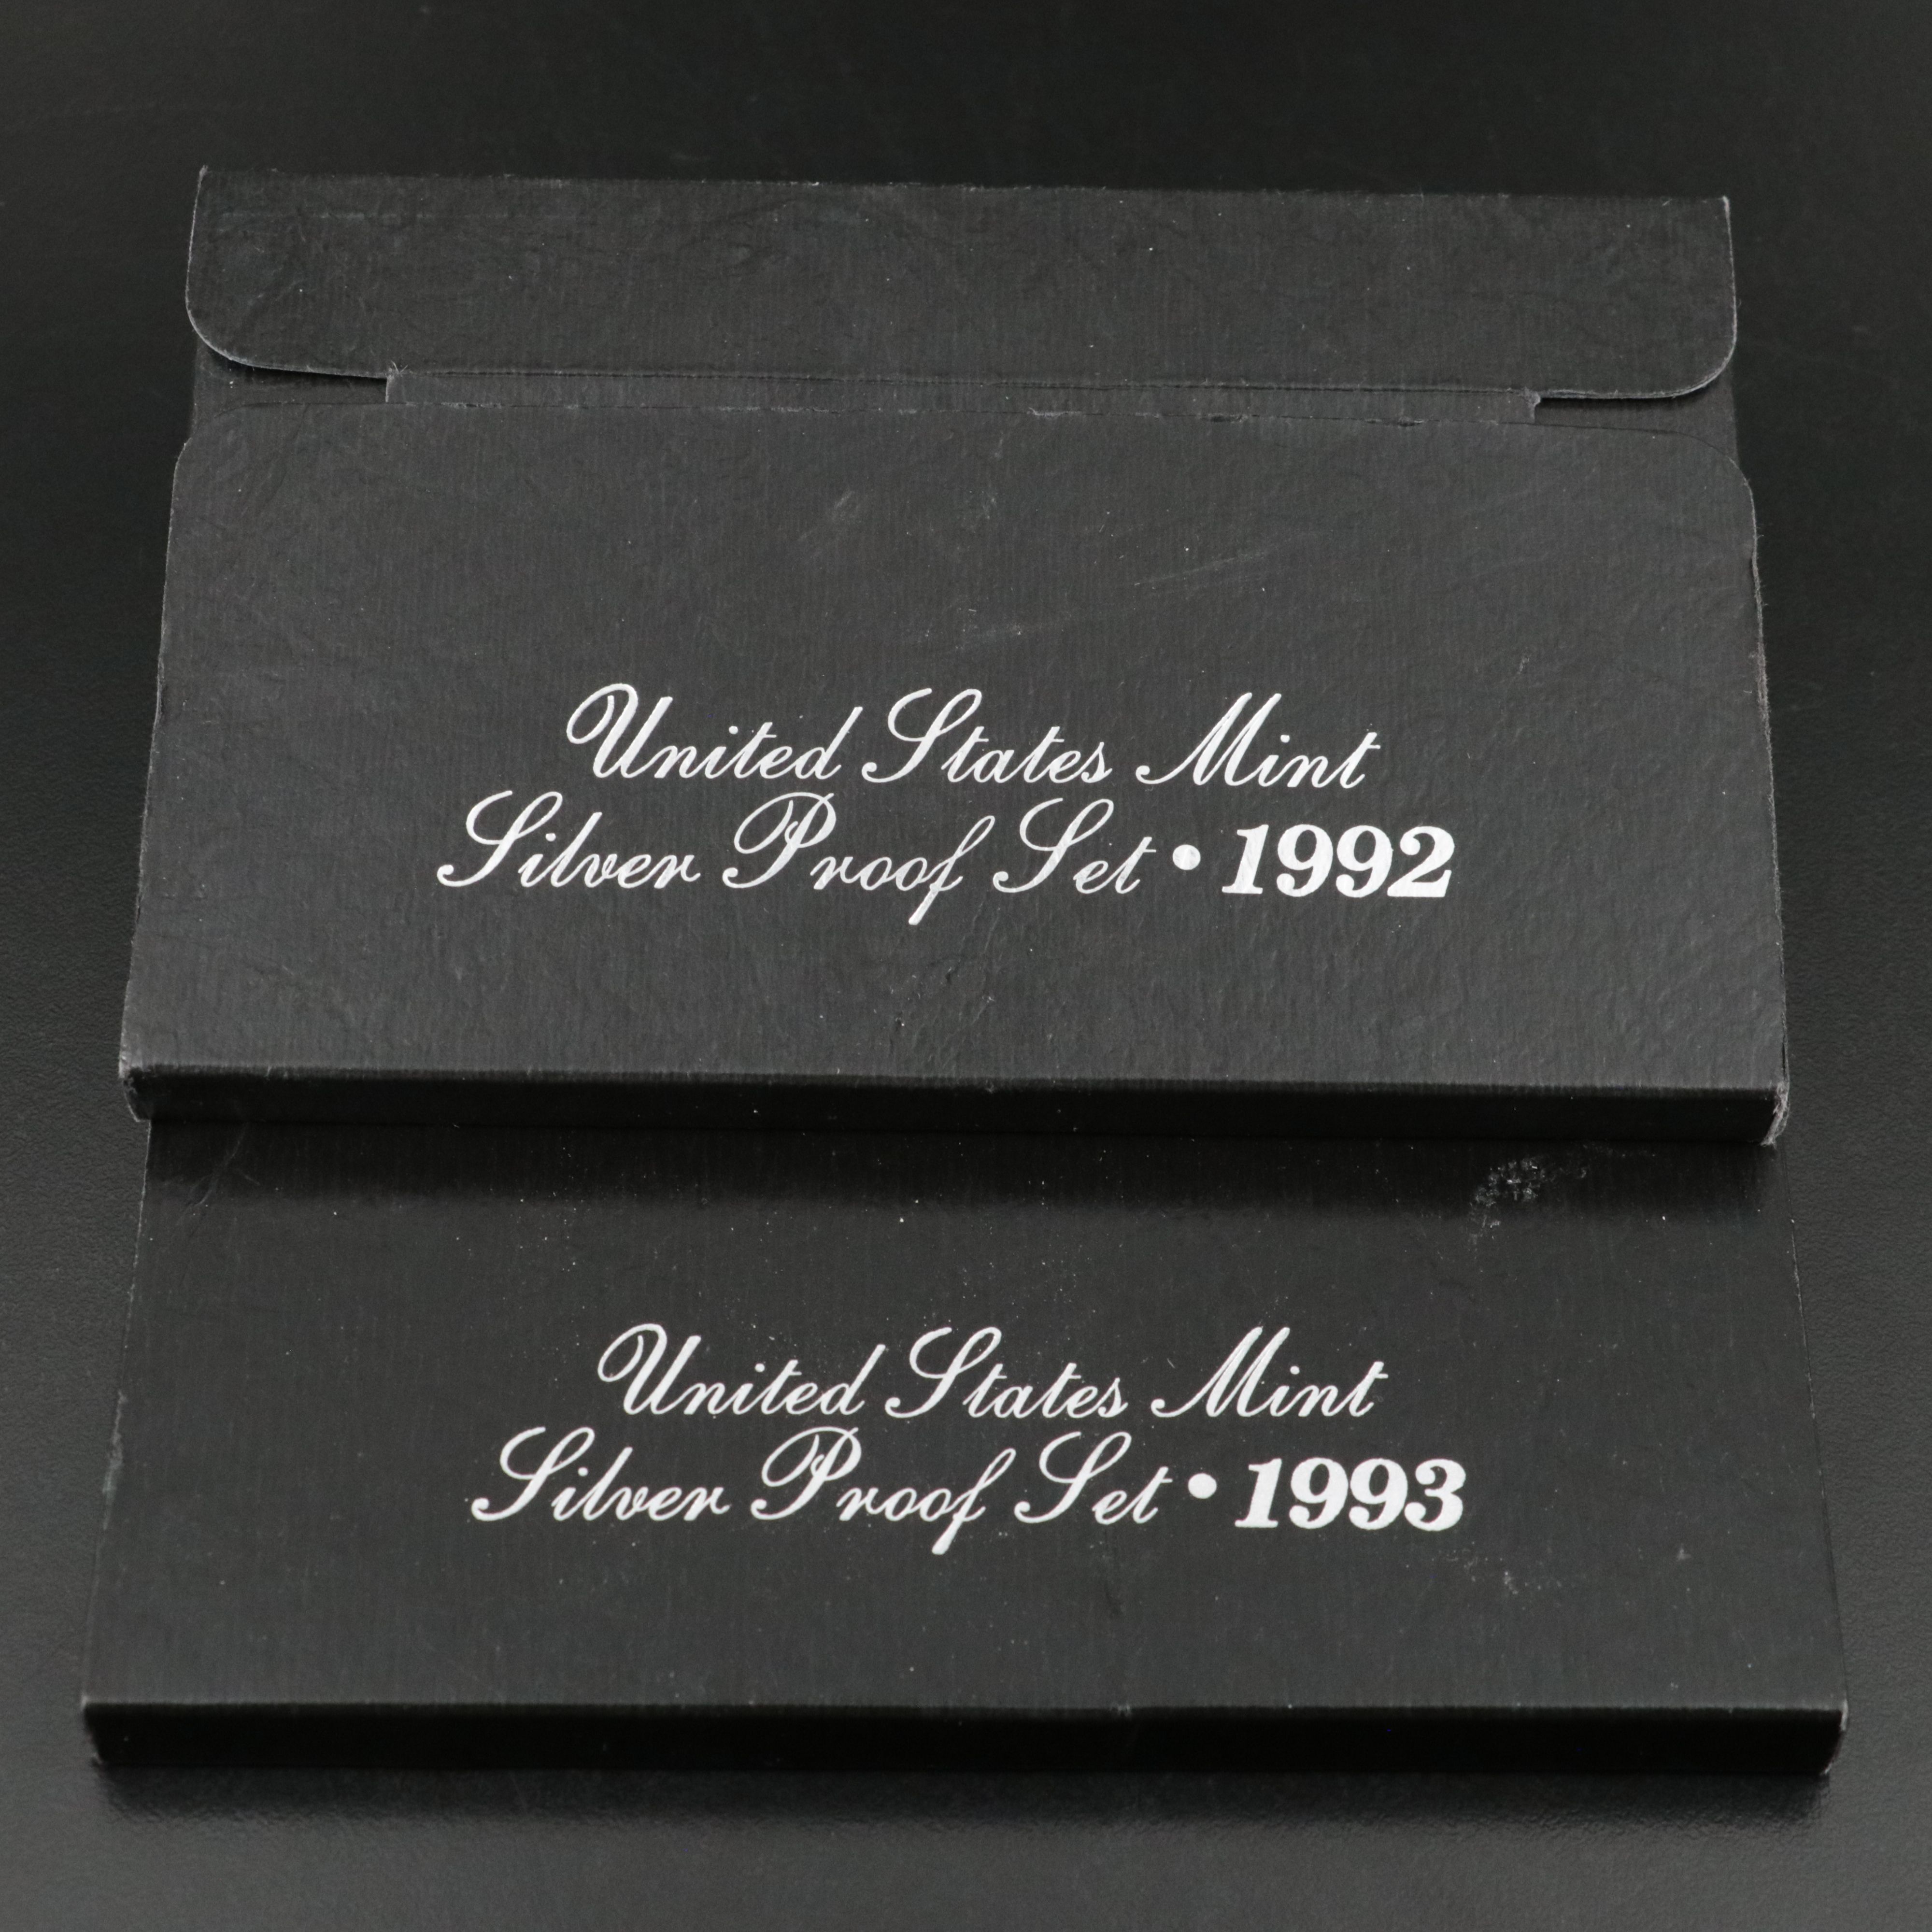 United States Mint
Silver Proof Set • 1992
United States Mint
Silver Proof Set • 1993